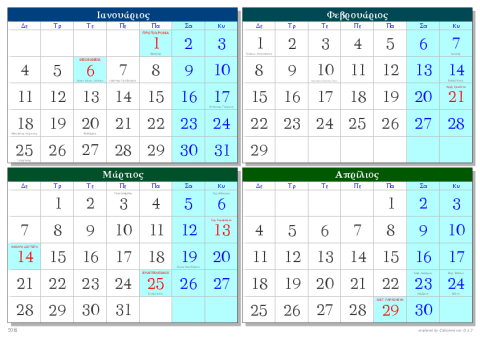 Ιανουάριος
Δε Τρ Τε Πε Πα Σα Κυ
ΠΡΩΤΟΧΡΟΝΙΑ
1 2 3
ΘΕΟΦΑΝΕΙΑ
4 5 6 7 8 9 10
11 12 13 14 15 16 17
18 19 20 21 22 23 24
25 26 27 28 29 30 31
Φεβρουάριος
Δε Τρ Τε Πε Πα Σα Κυ
1 2 3 4 5 6 7
8 9 10 11 12 13 14
15 16 17 18 19 20 21
22 23 24 25 26 27 28
29
Μάρτιος
Δε Τρ Τε Πε Πα Σα Κυ
1 2 3 4 5 6
7 8 9 10 11 12 13
ΚΑΘΑΡΑ ΔΕΥΤΕΡΑ
14 15 16 17 18 19 20
21 22 23 24 25 26 27
28 29 30 31
Απρίλιος
Δε Τρ Τε Πε Πα Σα Κυ
1 2 3
4 5 6 7 8 9 10
11 12 13 14 15 16 17
18 19 20 21 22 23 24
25 26 27 28 29 30